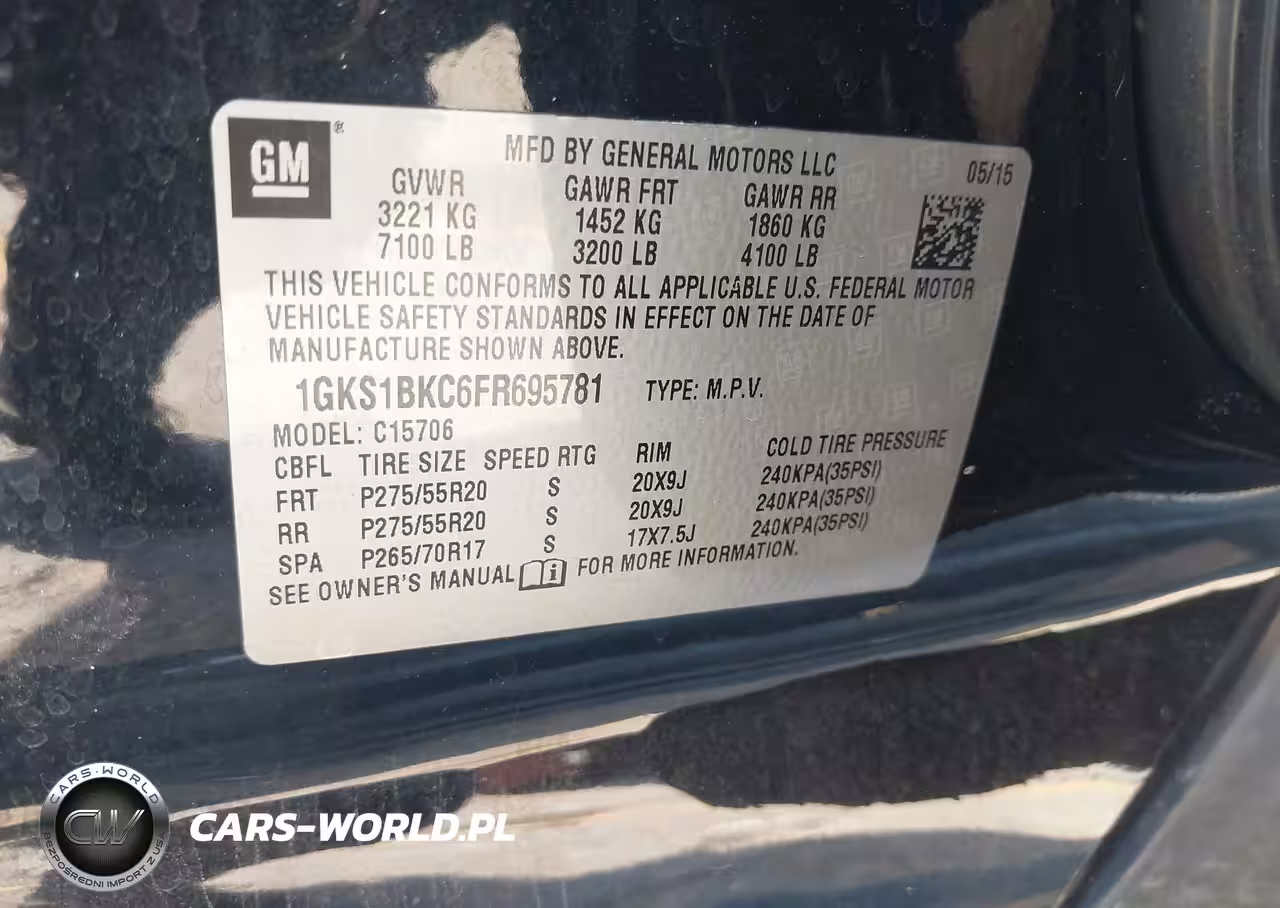 GM®
MFD BY GENERAL MOTORS LLC
05/15
GVWR GAWR FRT GAWR RR
3221 KG 1452 KG 1860 KG
7100 LB 3200 LB 4100 LB
THIS VEHICLE CONFORMS TO ALL APPLICABLE U.S. FEDERAL MOTOR
VEHICLE SAFETY STANDARDS IN EFFECT ON THE DATE OF
MANUFACTURE SHOWN ABOVE.
1GKS1BKC6FR695781 TYPE: M.P.V.
MODEL: C15706
CBFL TIRE SIZE SPEED RTG RIM COLD TIRE PRESSURE
FRT P275/55R20 S 20X9J 240KPA(35PSI)
RR P275/55R20 S 20X9J 240KPA(35PSI)
SPA P265/70R17 S 17X7.5J 240KPA(35PSI)
SEE OWNER'S MANUAL i FOR MORE INFORMATION.
CARS-WORLD
CW
BEZPOŚREDNI IMPORT Z USA
CARS-WORLD.PL